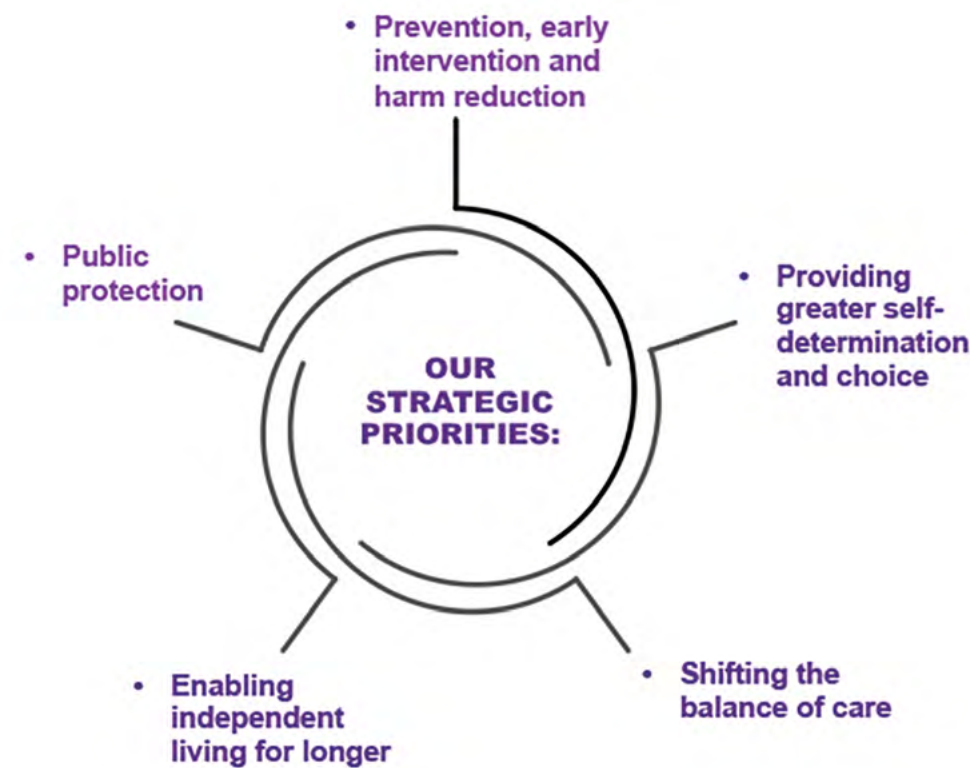 • Prevention, early
intervention and
harm reduction
• Public
protection
• Providing
greater self-
determination
and choice
OUR
STRATEGIC
PRIORITIES:
• Enabling
independent
living for longer
• Shifting the
balance of care